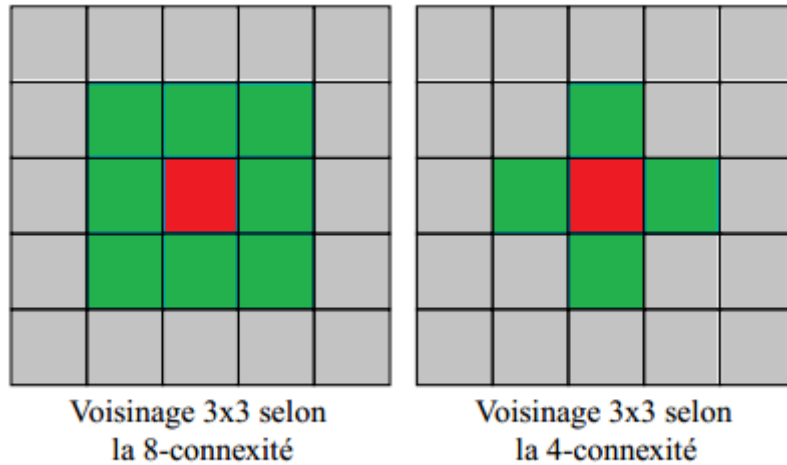 Voisinage 3x3 selon
la 8-connexité
Voisinage 3x3 selon
la 4-connexité